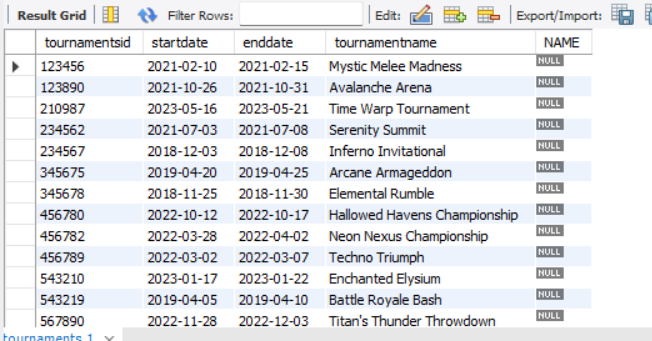 Result Grid Filter Rows: Edit: Export/Import:
tournamentsid startdate enddate tournamentname NAME
123456 2021-02-10 2021-02-15 Mystic Melee Madness NULL
123890 2021-10-26 2021-10-31 Avalanche Arena NULL
210987 2023-05-16 2023-05-21 Time Warp Tournament NULL
234562 2021-07-03 2021-07-08 Serenity Summit NULL
234567 2018-12-03 2018-12-08 Inferno Invitational NULL
345675 2019-04-20 2019-04-25 Arcane Armageddon NULL
345678 2018-11-25 2018-11-30 Elemental Rumble NULL
456780 2022-10-12 2022-10-17 Hallowed Havens Championship NULL
456782 2022-03-28 2022-04-02 Neon Nexus Championship NULL
456789 2022-03-02 2022-03-07 Techno Triumph NULL
543210 2023-01-17 2023-01-22 Enchanted Elysium NULL
543219 2019-04-05 2019-04-10 Battle Royale Bash NULL
567890 2022-11-28 2022-12-03 Titan's Thunder Throwdown NULL
tournaments 1